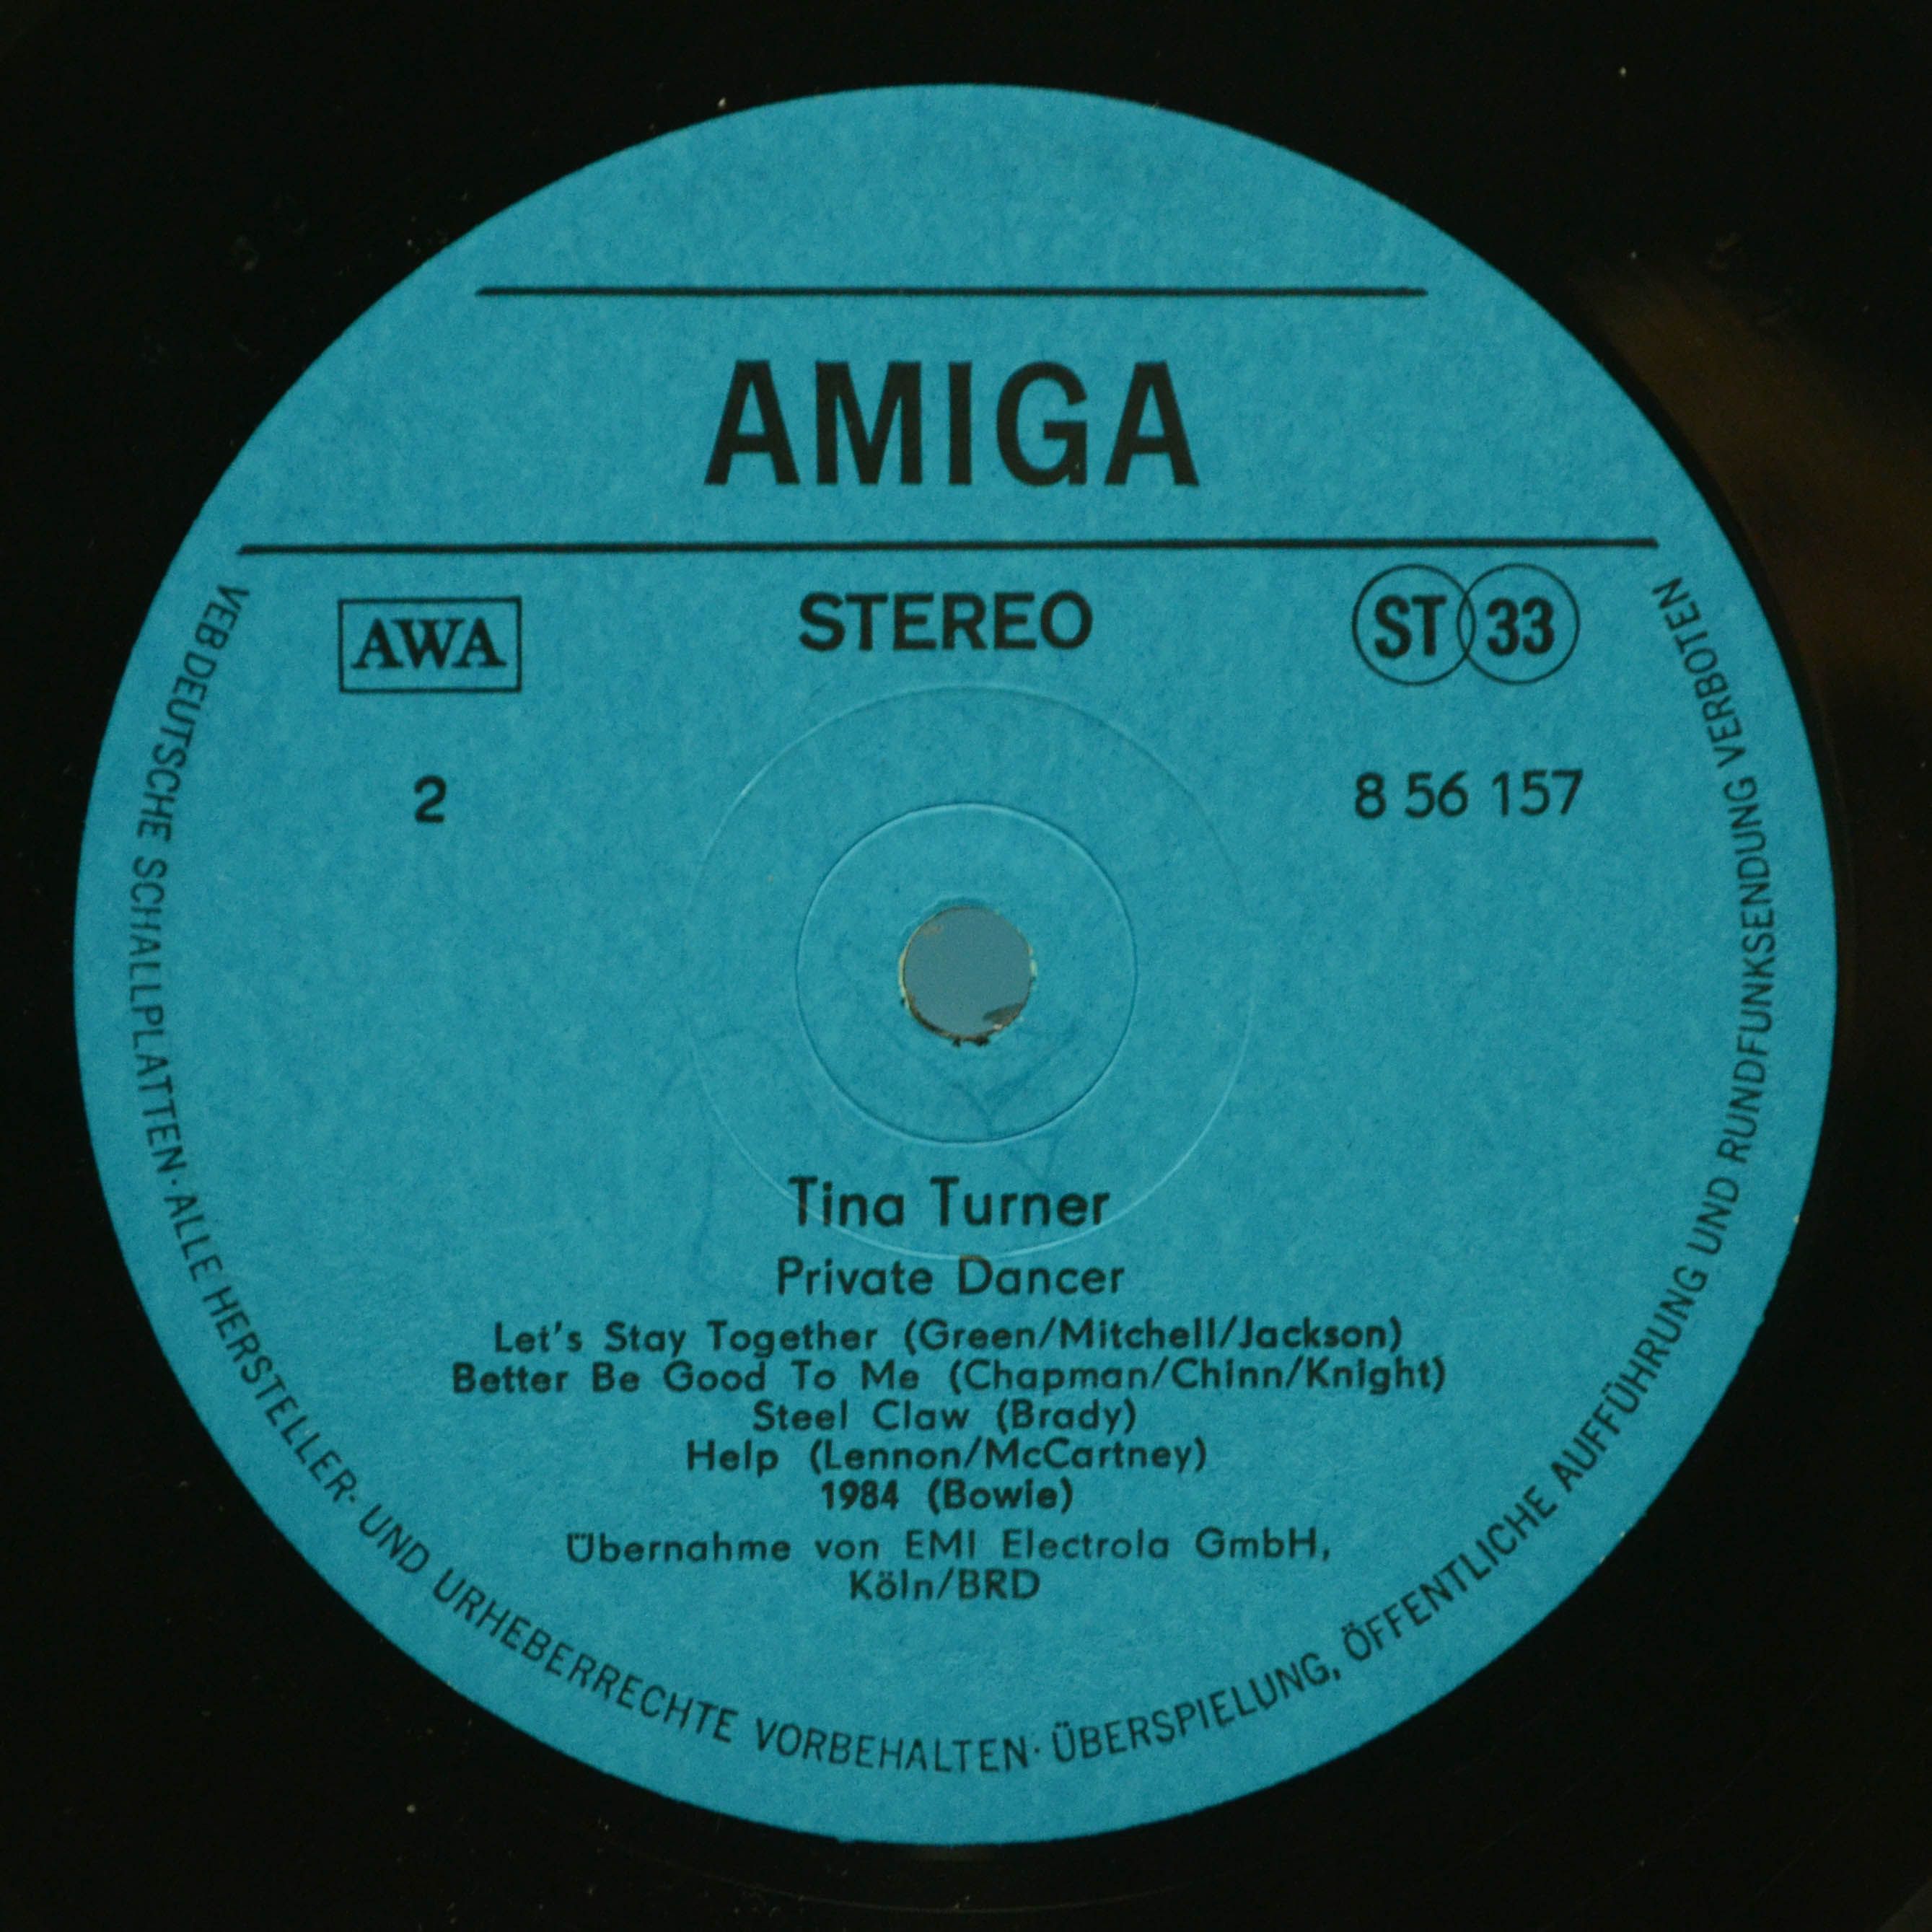 AMIGA
AWA
STEREO
ST 33
2
8 56 157
Tina Turner
Private Dancer
Let's Stay Together (Green/Mitchell/Jackson)
Better Be Good To Me (Chapman/Chinn/Knight)
Steel Claw (Brady)
Help (Lennon/McCartney)
1984 (Bowie)
Übernahme von EMI Electrola GmbH,
Köln/BRD
VEB DEUTSCHE SCHALLPLATTEN · ALLE HERSTELLER- UND URHEBERRECHTE VORBEHALTEN · ÜBERSPIELUNG, ÖFFENTLICHE AUFFÜHRUNG UND RUNDFUNKSENDUNG VERBOTEN